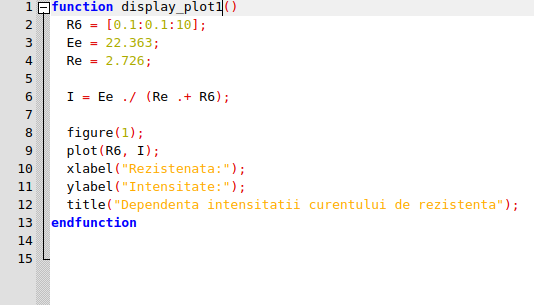 1 function display_plot1()
2 R6 = [0.1:0.1:10];
3 Ee = 22.363;
4 Re = 2.726;
5
6 I = Ee ./ (Re .+ R6);
7
8 figure(1);
9 plot(R6, I);
10 xlabel("Rezistenata:");
11 ylabel("Intensitate:");
12 title("Dependenta intensitatii curentului de rezistenta");
13 endfunction
14
15